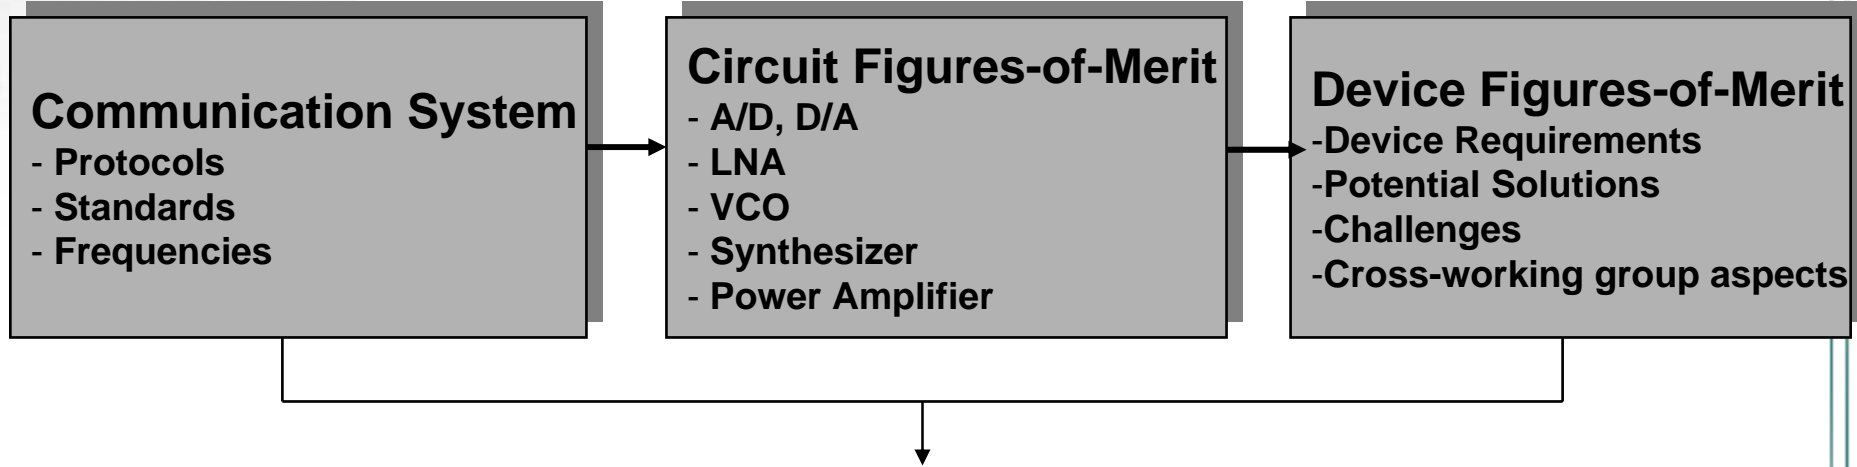 Communication System
- Protocols
- Standards
- Frequencies
Circuit Figures-of-Merit
- A/D, D/A
- LNA
- VCO
- Synthesizer
- Power Amplifier
Device Figures-of-Merit
-Device Requirements
-Potential Solutions
-Challenges
-Cross-working group aspects